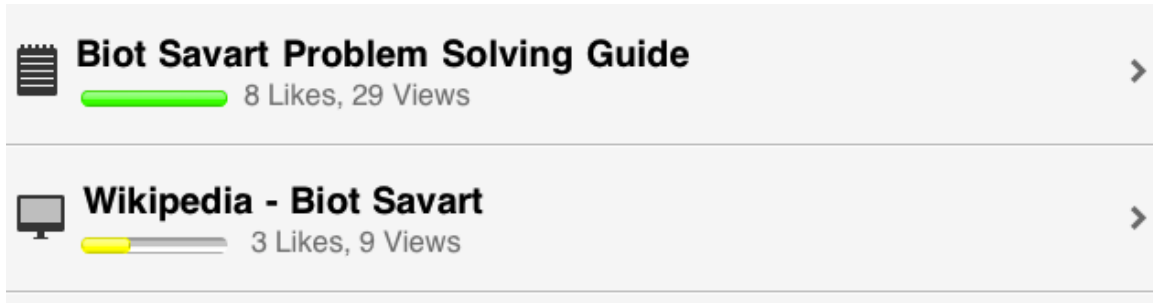 Biot Savart Problem Solving Guide
8 Likes, 29 Views
Wikipedia - Biot Savart
3 Likes, 9 Views